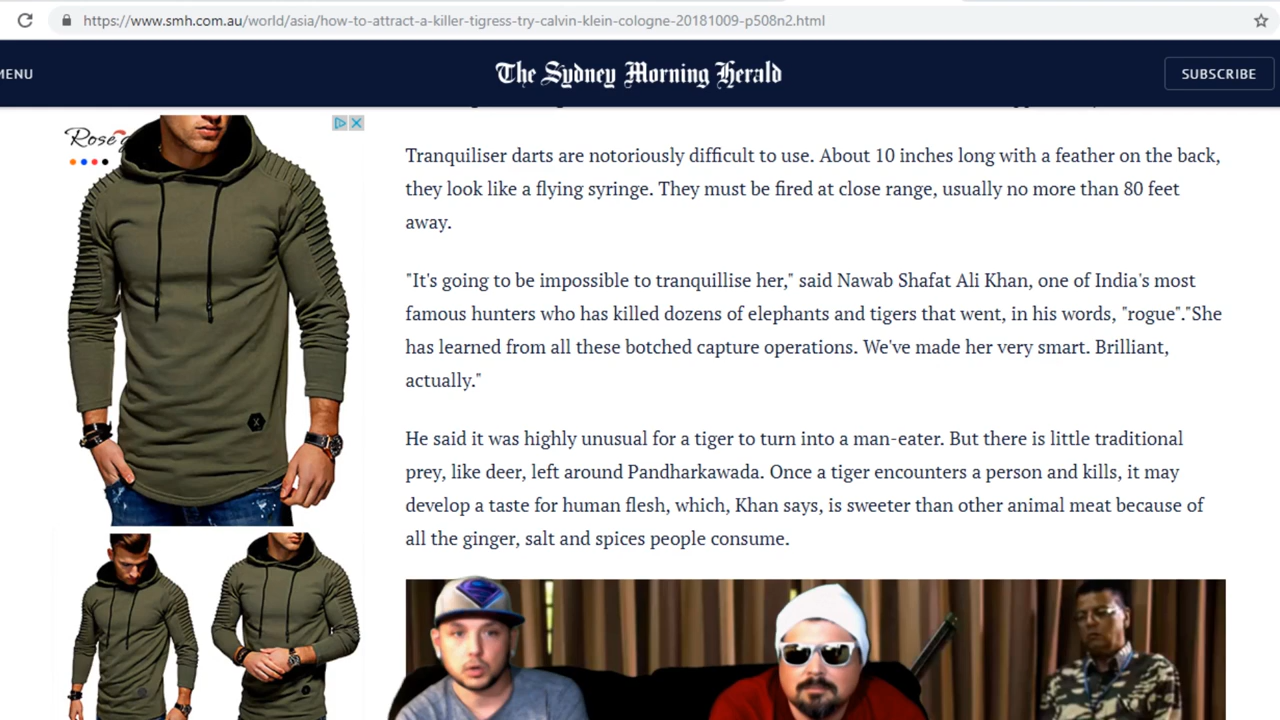 https://www.smh.com.au/world/asia/how-to-attract-a-killer-tigress-try-calvin-klein-cologne-20181009-p508n2.html
MENU
The Sydney Morning Herald
SUBSCRIBE
Tranquiliser darts are notoriously difficult to use. About 10 inches long with a feather on the back,
they look like a flying syringe. They must be fired at close range, usually no more than 80 feet
away.
"It's going to be impossible to tranquillise her," said Nawab Shafat Ali Khan, one of India's most
famous hunters who has killed dozens of elephants and tigers that went, in his words, "rogue"."She
has learned from all these botched capture operations. We've made her very smart. Brilliant,
actually."
He said it was highly unusual for a tiger to turn into a man-eater. But there is little traditional
prey, like deer, left around Pandharkawada. Once a tiger encounters a person and kills, it may
develop a taste for human flesh, which, Khan says, is sweeter than other animal meat because of
all the ginger, salt and spices people consume.